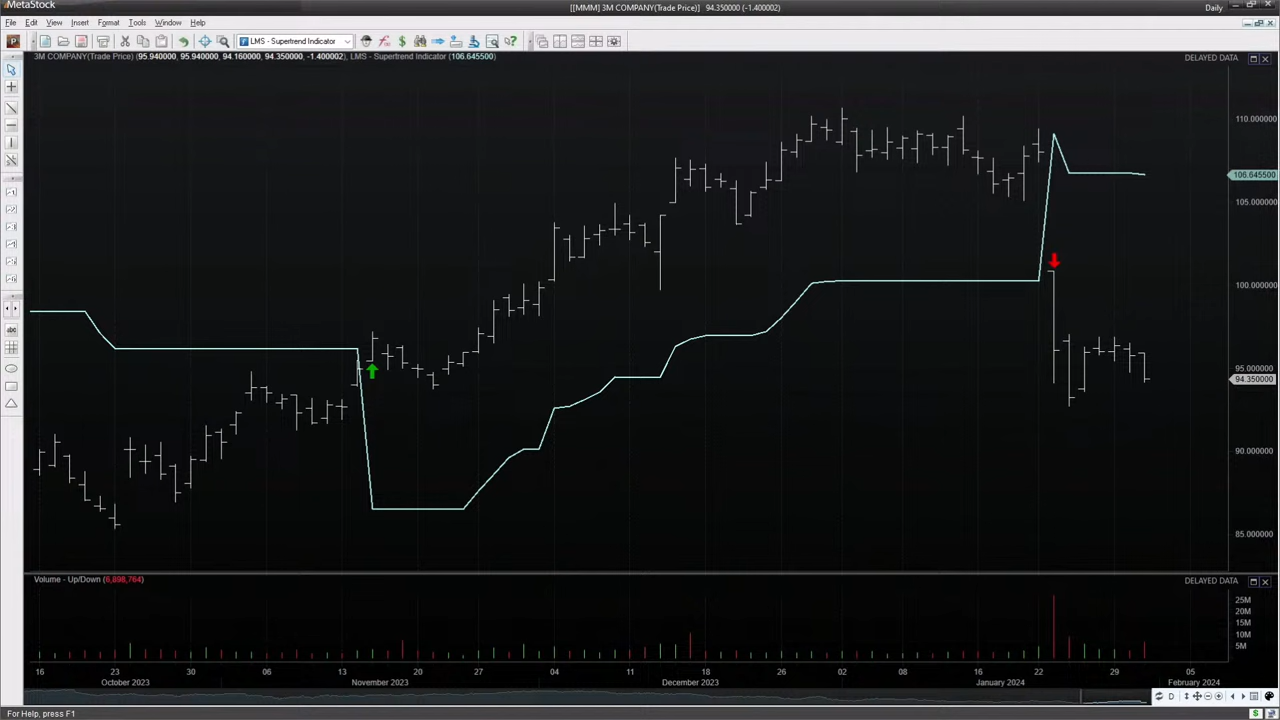 MetaStock
[[MMM] 3M COMPANY(Trade Price)] 94.350000 (-1.400002)
Daily
File Edit View Insert Format Tools Window Help
LMS - Supertrend Indicator
3M COMPANY(Trade Price) (95.940000, 95.940000, 94.160000, 94.350000, -1.400002), LMS - Supertrend Indicator (106.645500)
DELAYED DATA
110.000000
106.645500
105.000000
100.000000
95.000000
94.350000
90.000000
85.000000
Volume - Up/Down (6,898,764)
DELAYED DATA
25M
20M
15M
10M
5M
16 23 30 06 13 20 27 04 11 18 26 02 08 16 22 29 05
October 2023 November 2023 December 2023 January 2024 February 2024
D
For Help, press F1